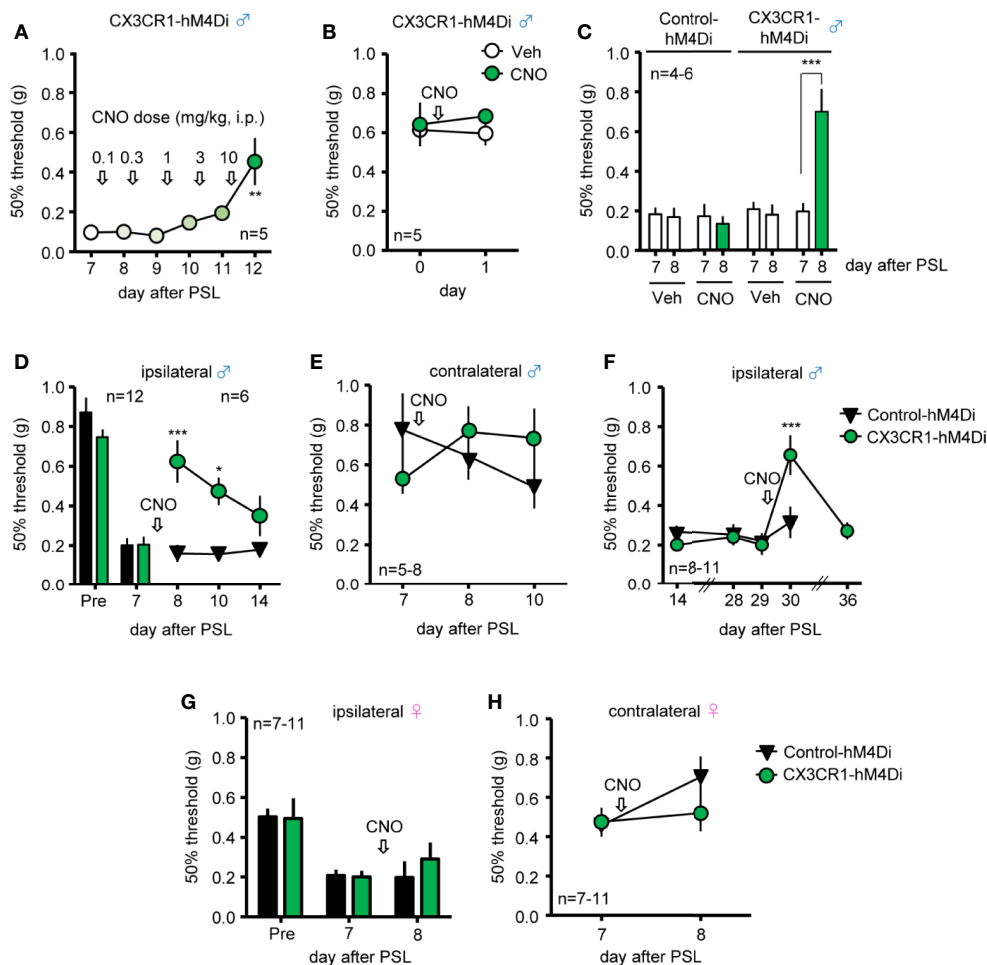 A
CX3CR1-hM4Di ♂
50% threshold (g)
1.0
0.8
0.6
0.4
0.2
0.0
CNO dose (mg/kg, i.p.)
0.1 0.3 1 3 10
**
n=5
7 8 9 10 11 12
day after PSL
B
CX3CR1-hM4Di ♂
Veh
CNO
50% threshold (g)
1.0
0.8
0.6
0.4
0.2
0.0
CNO
n=5
0 1
day
C
Control-
hM4Di
CX3CR1-
hM4Di ♂
50% threshold (g)
1.0
0.8
0.6
0.4
0.2
0.0
n=4-6
***
7 8 7 8 7 8 7 8 day after PSL
Veh CNO Veh CNO
D
ipsilateral ♂
50% threshold (g)
1.0
0.8
0.6
0.4
0.2
0.0
n=12 n=6
***
*
CNO
Pre 7 8 10 14
day after PSL
E
contralateral ♂
50% threshold (g)
1.0
0.8
0.6
0.4
0.2
0.0
CNO
n=5-8
7 8 10
day after PSL
F
ipsilateral ♂
50% threshold (g)
1.0
0.8
0.6
0.4
0.2
0.0
***
CNO
n=8-11
14 28 29 30 36
day after PSL
Control-hM4Di
CX3CR1-hM4Di
G
ipsilateral ♀
50% threshold (g)
1.0
0.8
0.6
0.4
0.2
0.0
n=7-11
CNO
Pre 7 8
day after PSL
H
contralateral ♀
50% threshold (g)
1.0
0.8
0.6
0.4
0.2
0.0
CNO
n=7-11
7 8
day after PSL
Control-hM4Di
CX3CR1-hM4Di